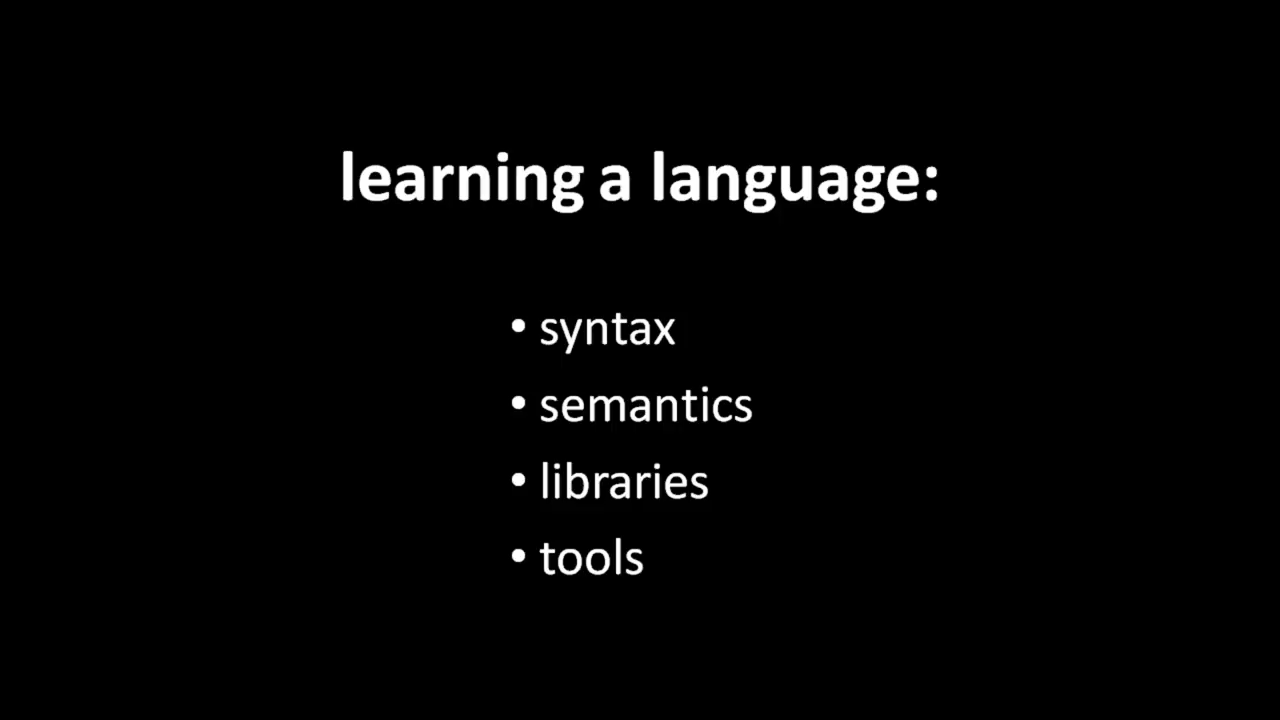 learning a language:
• syntax
• semantics
• libraries
• tools